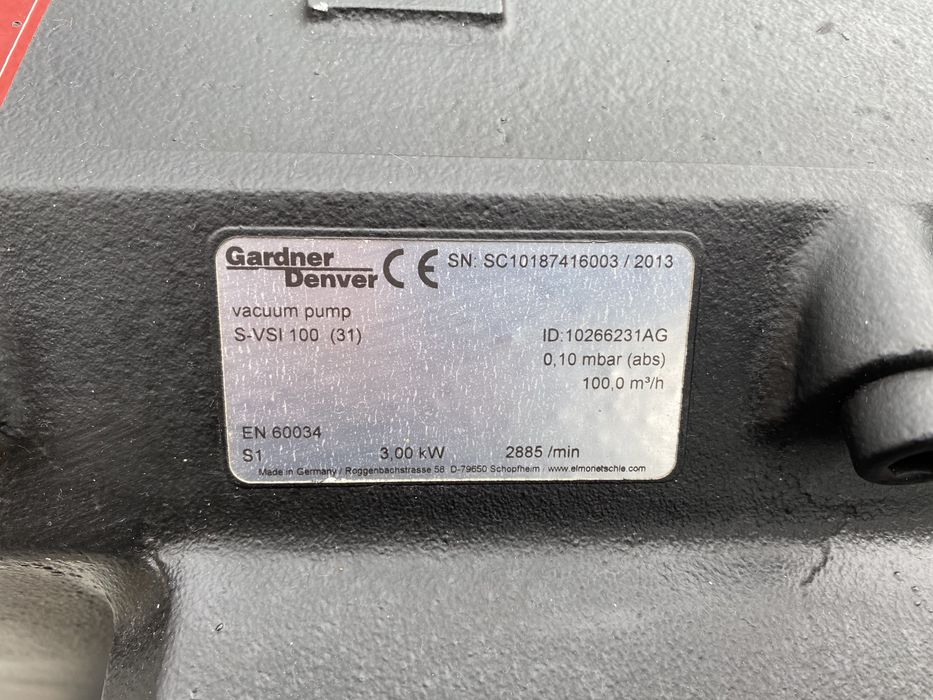 Gardner
Denver CE SN: SC10187416003 / 2013
vacuum pump
S-VSI 100 (31) ID:10266231AG
0,10 mbar (abs)
100,0 m³/h
EN 60034
S1 3,00 kW 2885 /min
Made in Germany / Roggenbachstrasse 58 D-79650 Schopfheim / www.elmorietschle.com